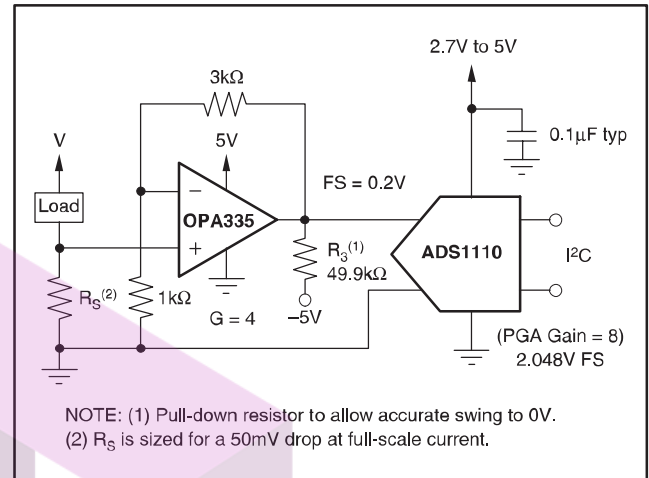 2.7V to 5V
3kΩ
0.1µF typ
V
5V
FS = 0.2V
Load
−
OPA335
+
R3(1)
49.9kΩ
ADS1110
I2C
RS(2)
1kΩ
G = 4
−5V
(PGA Gain = 8)
2.048V FS
NOTE: (1) Pull-down resistor to allow accurate swing to 0V.
(2) RS is sized for a 50mV drop at full-scale current.